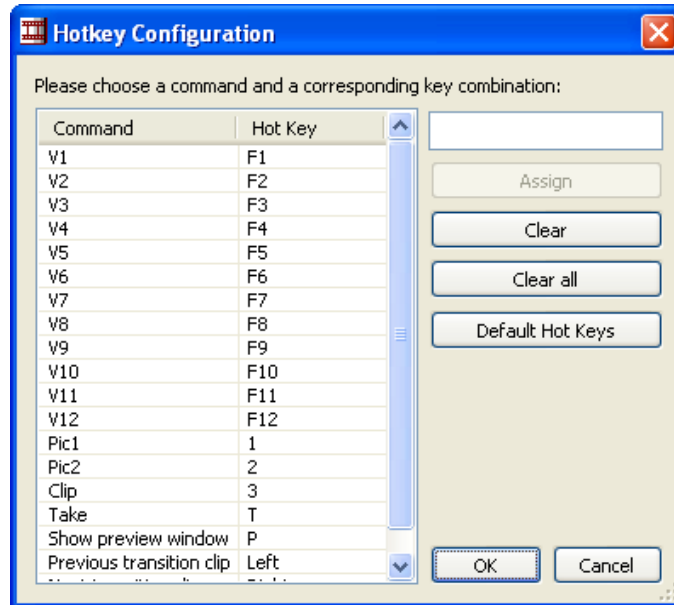 Hotkey Configuration
Please choose a command and a corresponding key combination:
Command Hot Key
V1 F1
V2 F2
V3 F3
V4 F4
V5 F5
V6 F6
V7 F7
V8 F8
V9 F9
V10 F10
V11 F11
V12 F12
Pic1 1
Pic2 2
Clip 3
Take T
Show preview window P
Previous transition clip Left
Assign
Clear
Clear all
Default Hot Keys
OK Cancel